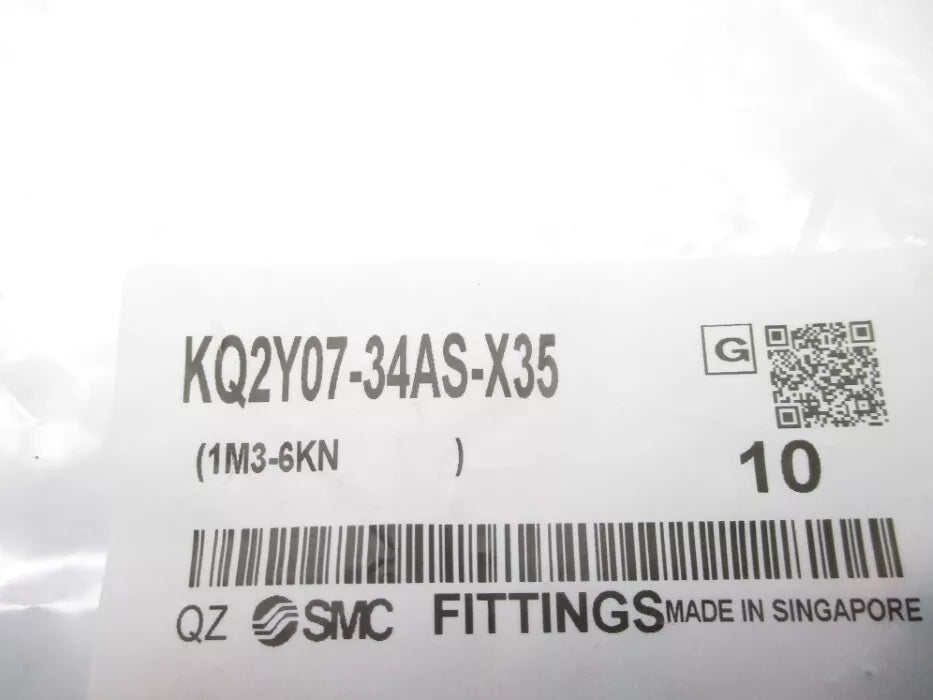 KQ2Y07-34AS-X35
G
(1M3-6KN )
10
QZ SMC FITTINGS MADE IN SINGAPORE